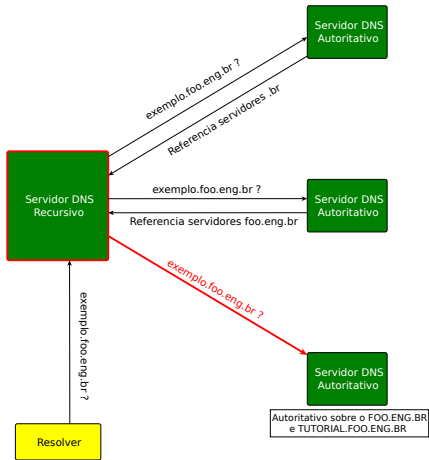 Servidor DNS
Autoritativo
exemplo.foo.eng.br ?
Referencia servidores .br
Servidor DNS
Recursivo
exemplo.foo.eng.br ?
Referencia servidores foo.eng.br
Servidor DNS
Autoritativo
exemplo.foo.eng.br ?
exemplo.foo.eng.br ?
Servidor DNS
Autoritativo
Autoritativo sobre o FOO.ENG.BR
e TUTORIAL.FOO.ENG.BR
Resolver